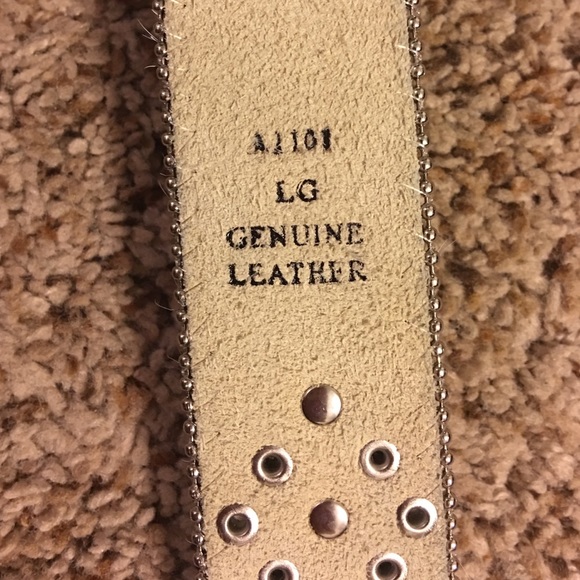 A1101
LG
GENUINE
LEATHER